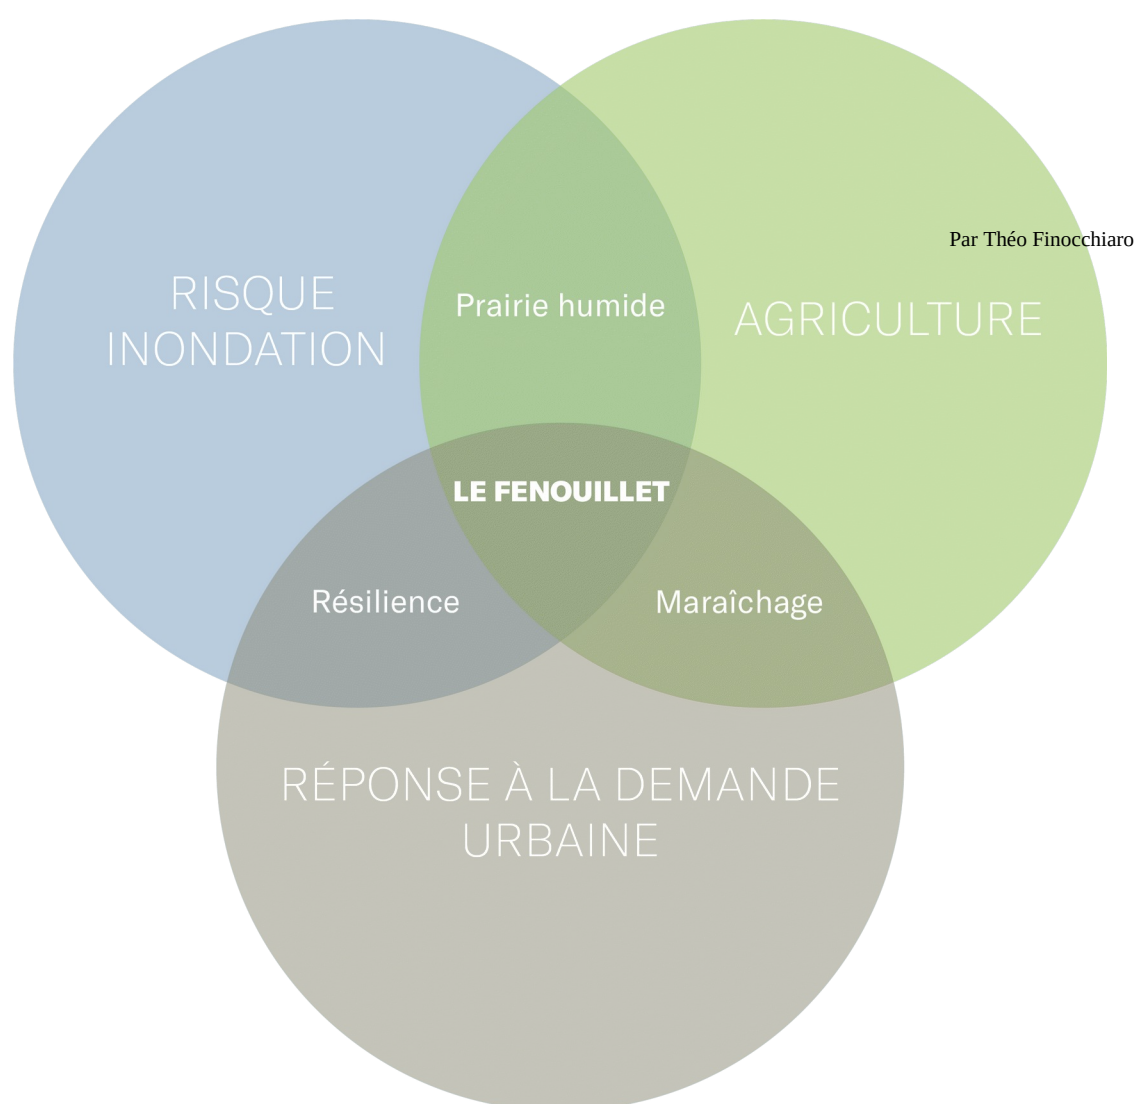 Par Théo Finocchiaro
RISQUE
INONDATION
Prairie humide
AGRICULTURE
LE FENOUILLET
Résilience
Maraîchage
RÉPONSE À LA DEMANDE
URBAINE